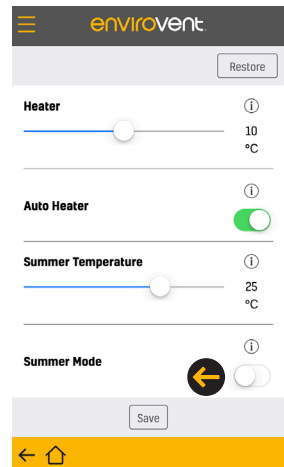 envirovent
Restore
Heater
10
°C
Auto Heater
Summer Temperature
25
°C
Summer Mode
Save